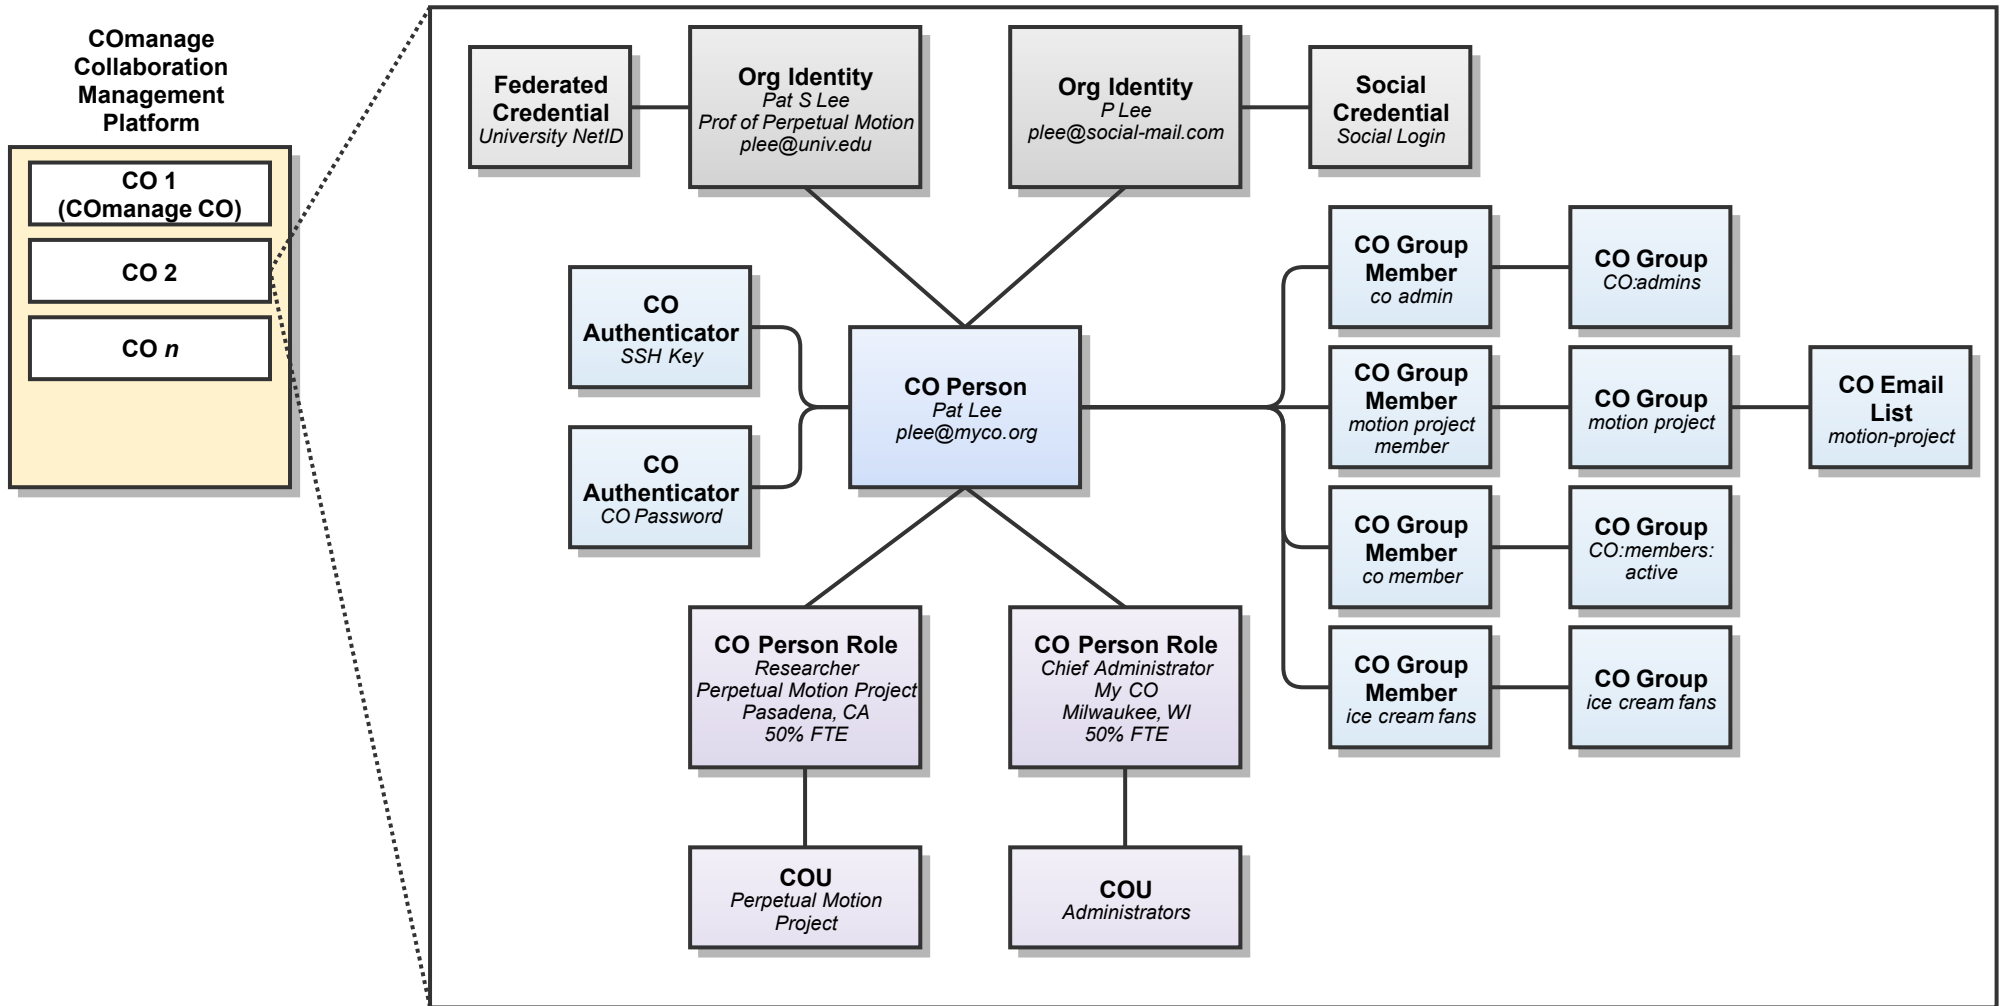 COmanage
Collaboration
Management
Platform
CO 1
(COmanage CO)
CO 2
CO n
Federated
Credential
University NetID
Org Identity
Pat S Lee
Prof of Perpetual Motion
plee@univ.edu
Org Identity
P Lee
plee@social-mail.com
Social
Credential
Social Login
CO
Authenticator
SSH Key
CO
Authenticator
CO Password
CO Person
Pat Lee
plee@myco.org
CO Group
Member
co admin
CO Group
CO:admins
CO Group
Member
motion project
member
CO Group
motion project
CO Email
List
motion-project
CO Group
Member
co member
CO Group
CO:members:
active
CO Group
Member
ice cream fans
CO Group
ice cream fans
CO Person Role
Researcher
Perpetual Motion Project
Pasadena, CA
50% FTE
CO Person Role
Chief Administrator
My CO
Milwaukee, WI
50% FTE
COU
Perpetual Motion
Project
COU
Administrators